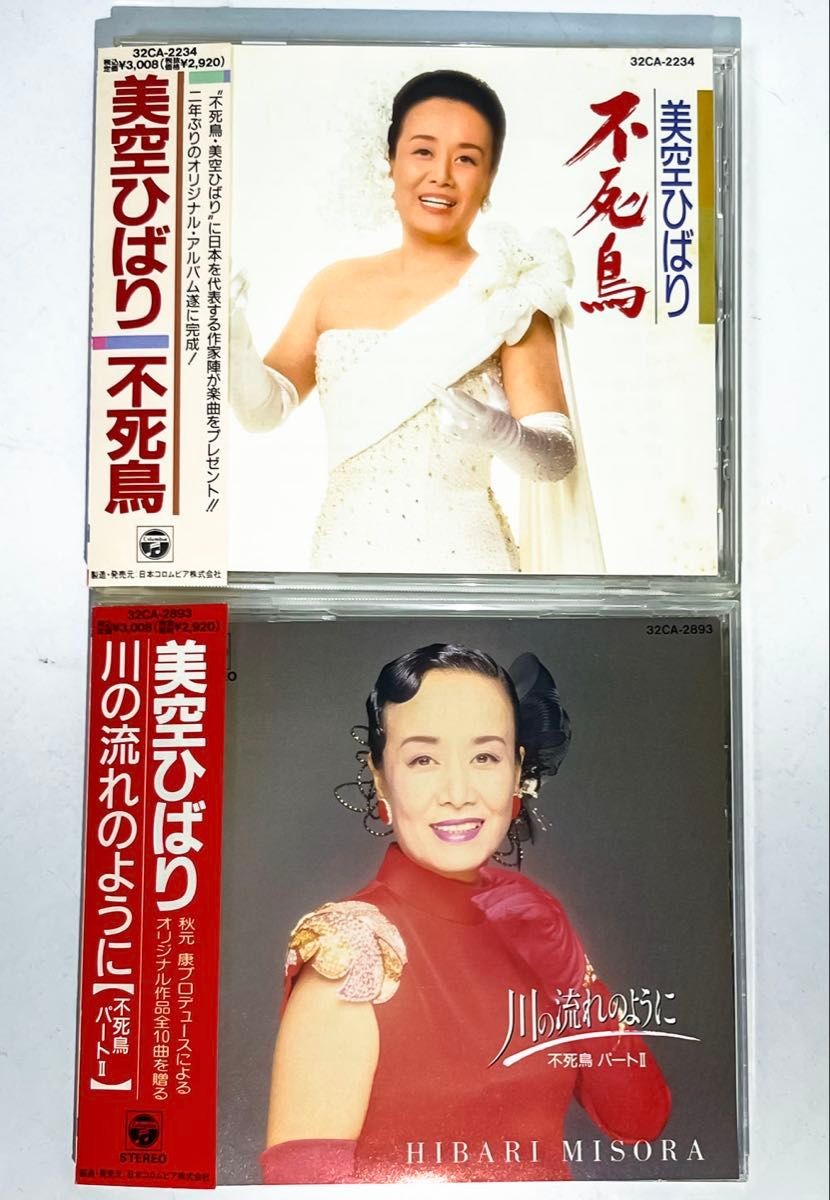 32CA-2234
税込定価¥3,008(税抜価格¥2,920)
美空ひばり 不死鳥
"不死鳥・美空ひばり"に日本を代表する作家陣が楽曲をプレゼント!!
二年ぶりのオリジナル・アルバム遂に完成!
Columbia
製造・発売元:日本コロムビア株式会社
32CA-2234
美空ひばり
不死鳥
32CA-2893
税込定価¥3,008(税抜価格¥2,920)
美空ひばり
川の流れのように【不死鳥パートⅡ】
秋元 康プロデュースによる
オリジナル作品全10曲を贈る
Columbia
STEREO
製造・発売元:日本コロムビア株式会社
32CA-2893
川の流れのように
不死鳥 パートⅡ
HIBARI MISORA